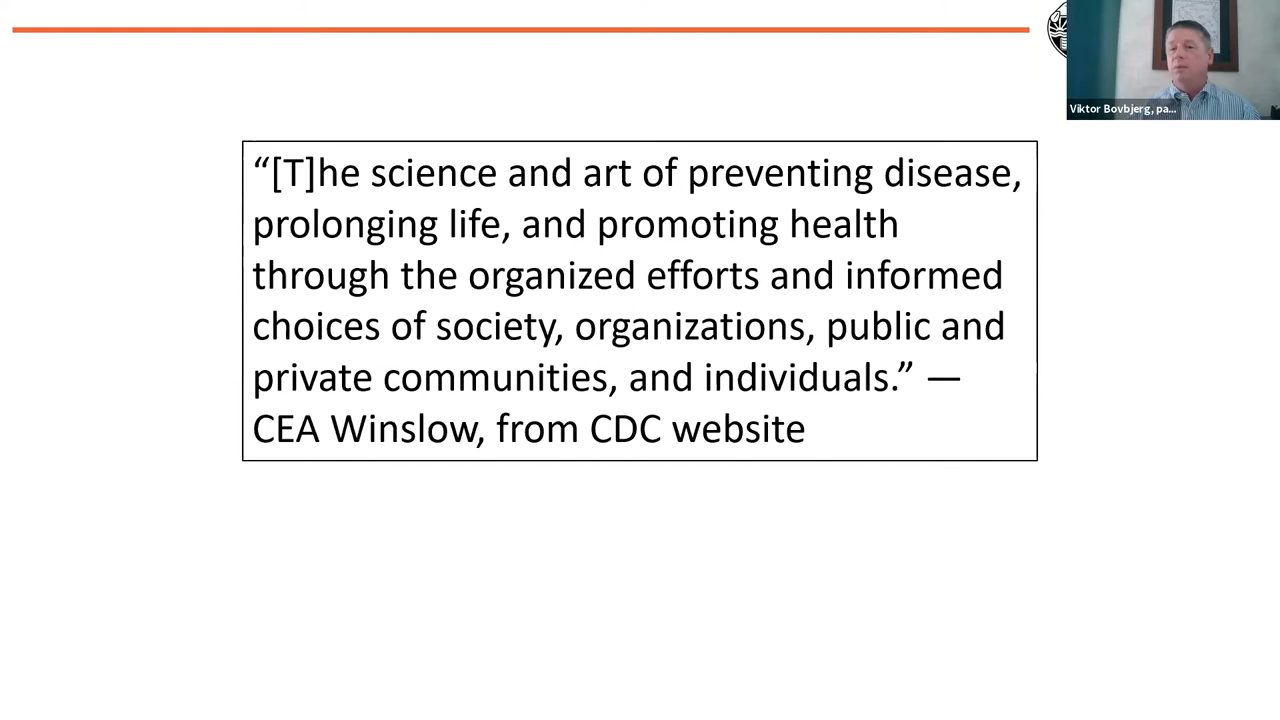 Viktor Bovbjerg, pa...
“[T]he science and art of preventing disease,
prolonging life, and promoting health
through the organized efforts and informed
choices of society, organizations, public and
private communities, and individuals.” —
CEA Winslow, from CDC website